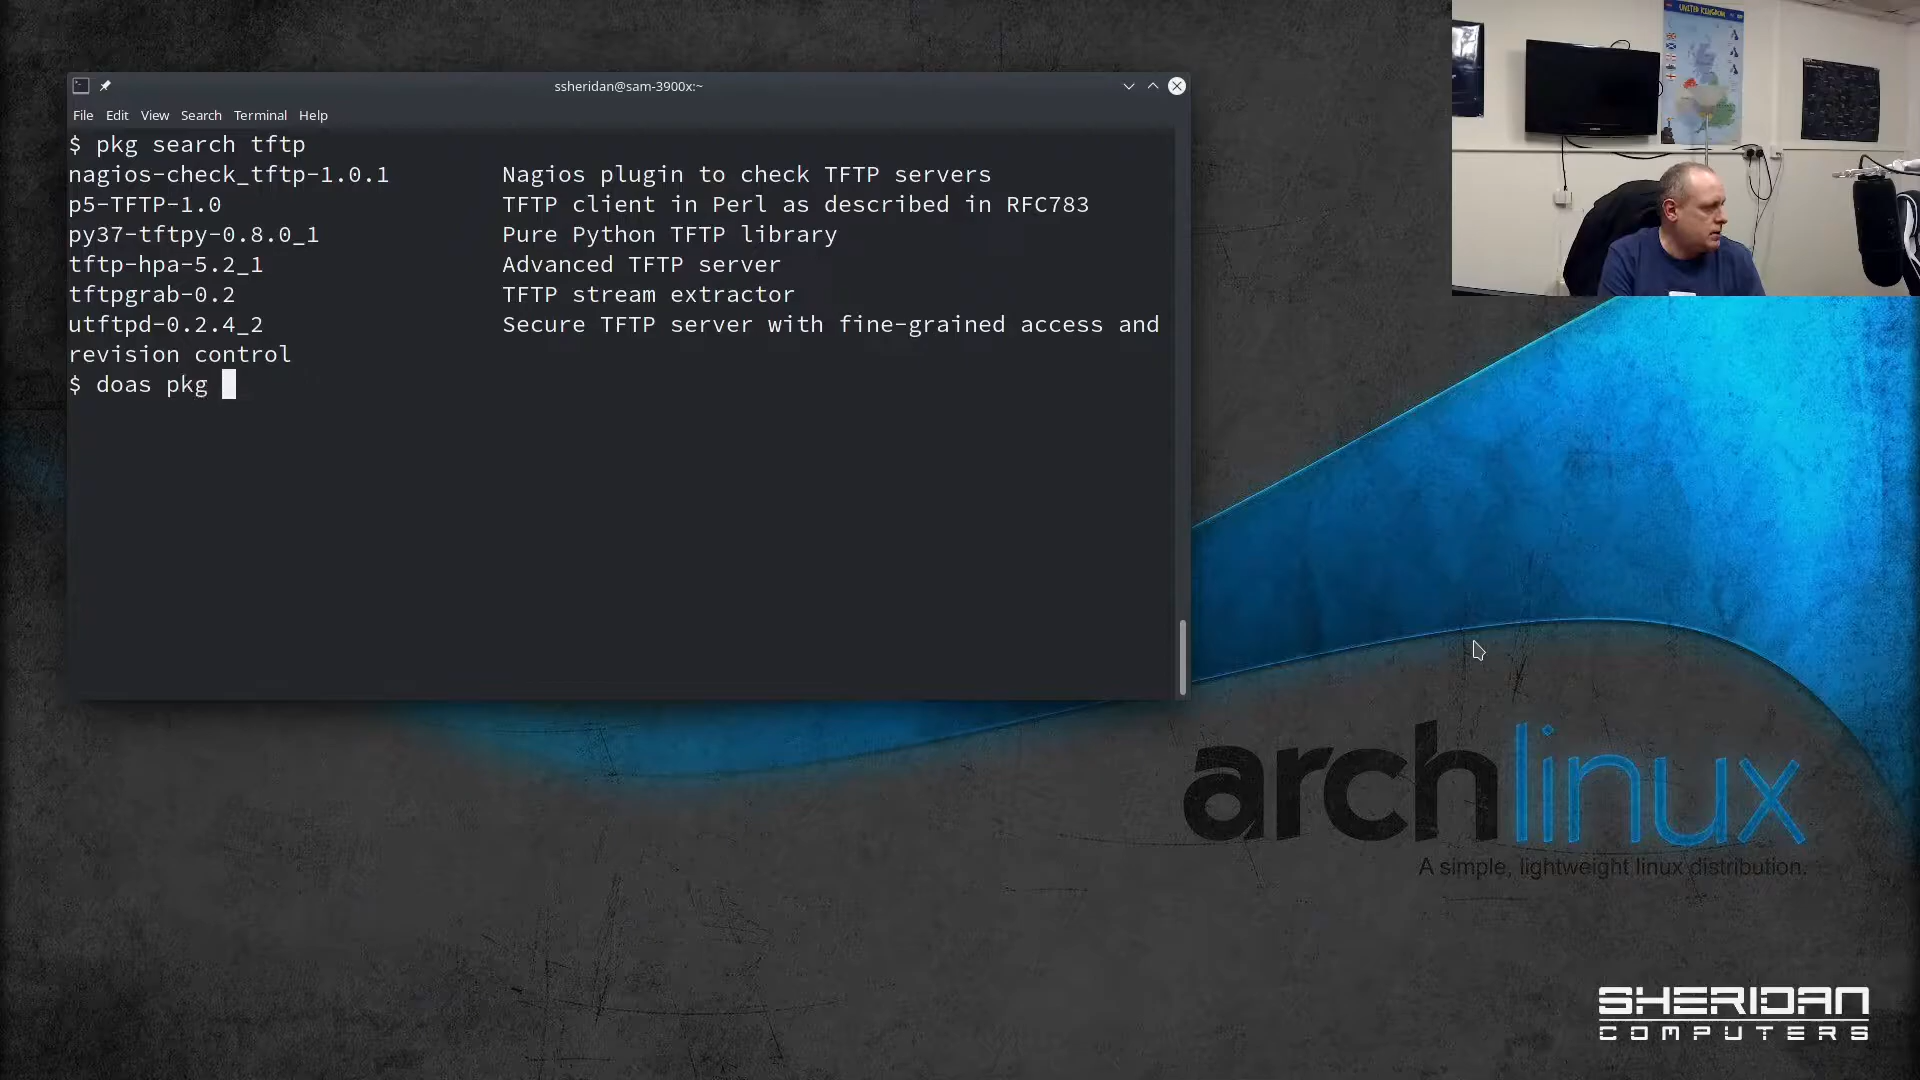 ssheridan@sam-3900x:~
File Edit View Search Terminal Help
$ pkg search tftp
nagios-check_tftp-1.0.1 Nagios plugin to check TFTP servers
p5-TFTP-1.0 TFTP client in Perl as described in RFC783
py37-tftpy-0.8.0_1 Pure Python TFTP library
tftp-hpa-5.2_1 Advanced TFTP server
tftpgrab-0.2 TFTP stream extractor
utftpd-0.2.4_2 Secure TFTP server with fine-grained access and
revision control
$ doas pkg
UNITED KINGDOM
archlinux
A simple, lightweight linux distribution.
SHERIDAN
COMPUTERS